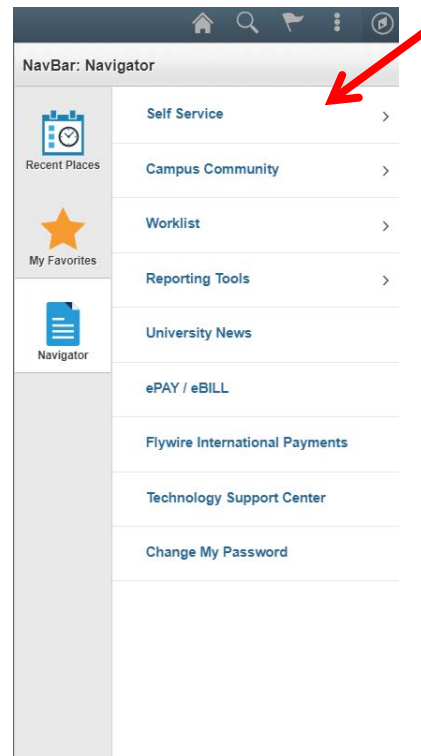 NavBar: Navigator
Recent Places
My Favorites
Navigator
Self Service
Campus Community
Worklist
Reporting Tools
University News
ePAY / eBILL
Flywire International Payments
Technology Support Center
Change My Password